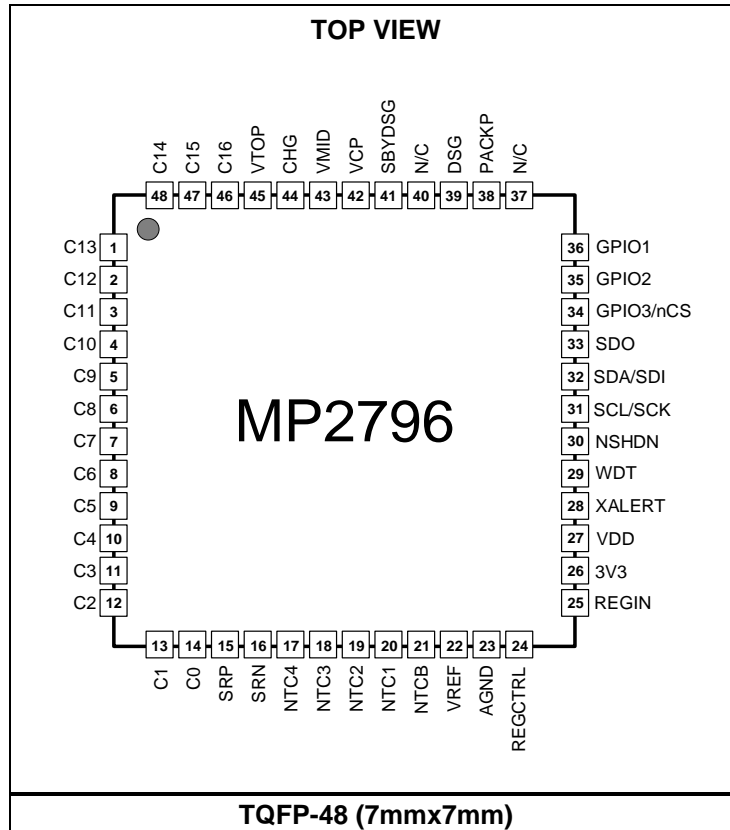 TOP VIEW
C14 C15 C16 VTOP CHG VMID VCP SBYDSG N/C DSG PACKP N/C
48 47 46 45 44 43 42 41 40 39 38 37
C13 1 36 GPIO1
C12 2 35 GPIO2
C11 3 34 GPIO3/nCS
C10 4 33 SDO
C9 5 32 SDA/SDI
C8 6 31 SCL/SCK
MP2796
C7 7 30 NSHDN
C6 8 29 WDT
C5 9 28 XALERT
C4 10 27 VDD
C3 11 26 3V3
C2 12 25 REGIN
13 14 15 16 17 18 19 20 21 22 23 24
C1 C0 SRP SRN NTC4 NTC3 NTC2 NTC1 NTCB VREF AGND REGCTRL
TQFP-48 (7mmx7mm)